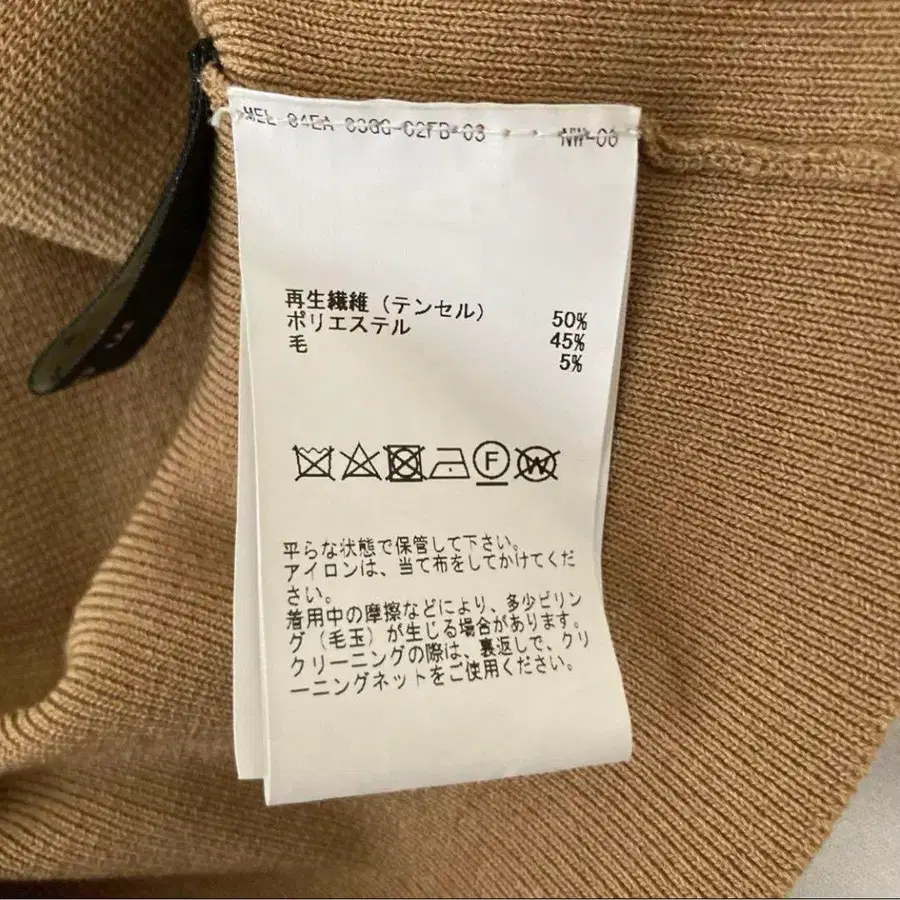 再生繊維（テンセル） 50%
ポリエステル 45%
毛 5%
F W
平らな状態で保管して下さい。
アイロンは、当て布をしてかけてくだ
さい。
着用中の摩擦などにより、多少ピリン
グ（毛玉）が生じる場合があります。
クリーニングの際は、裏返しで、クリ
ーニングネットをご使用ください。